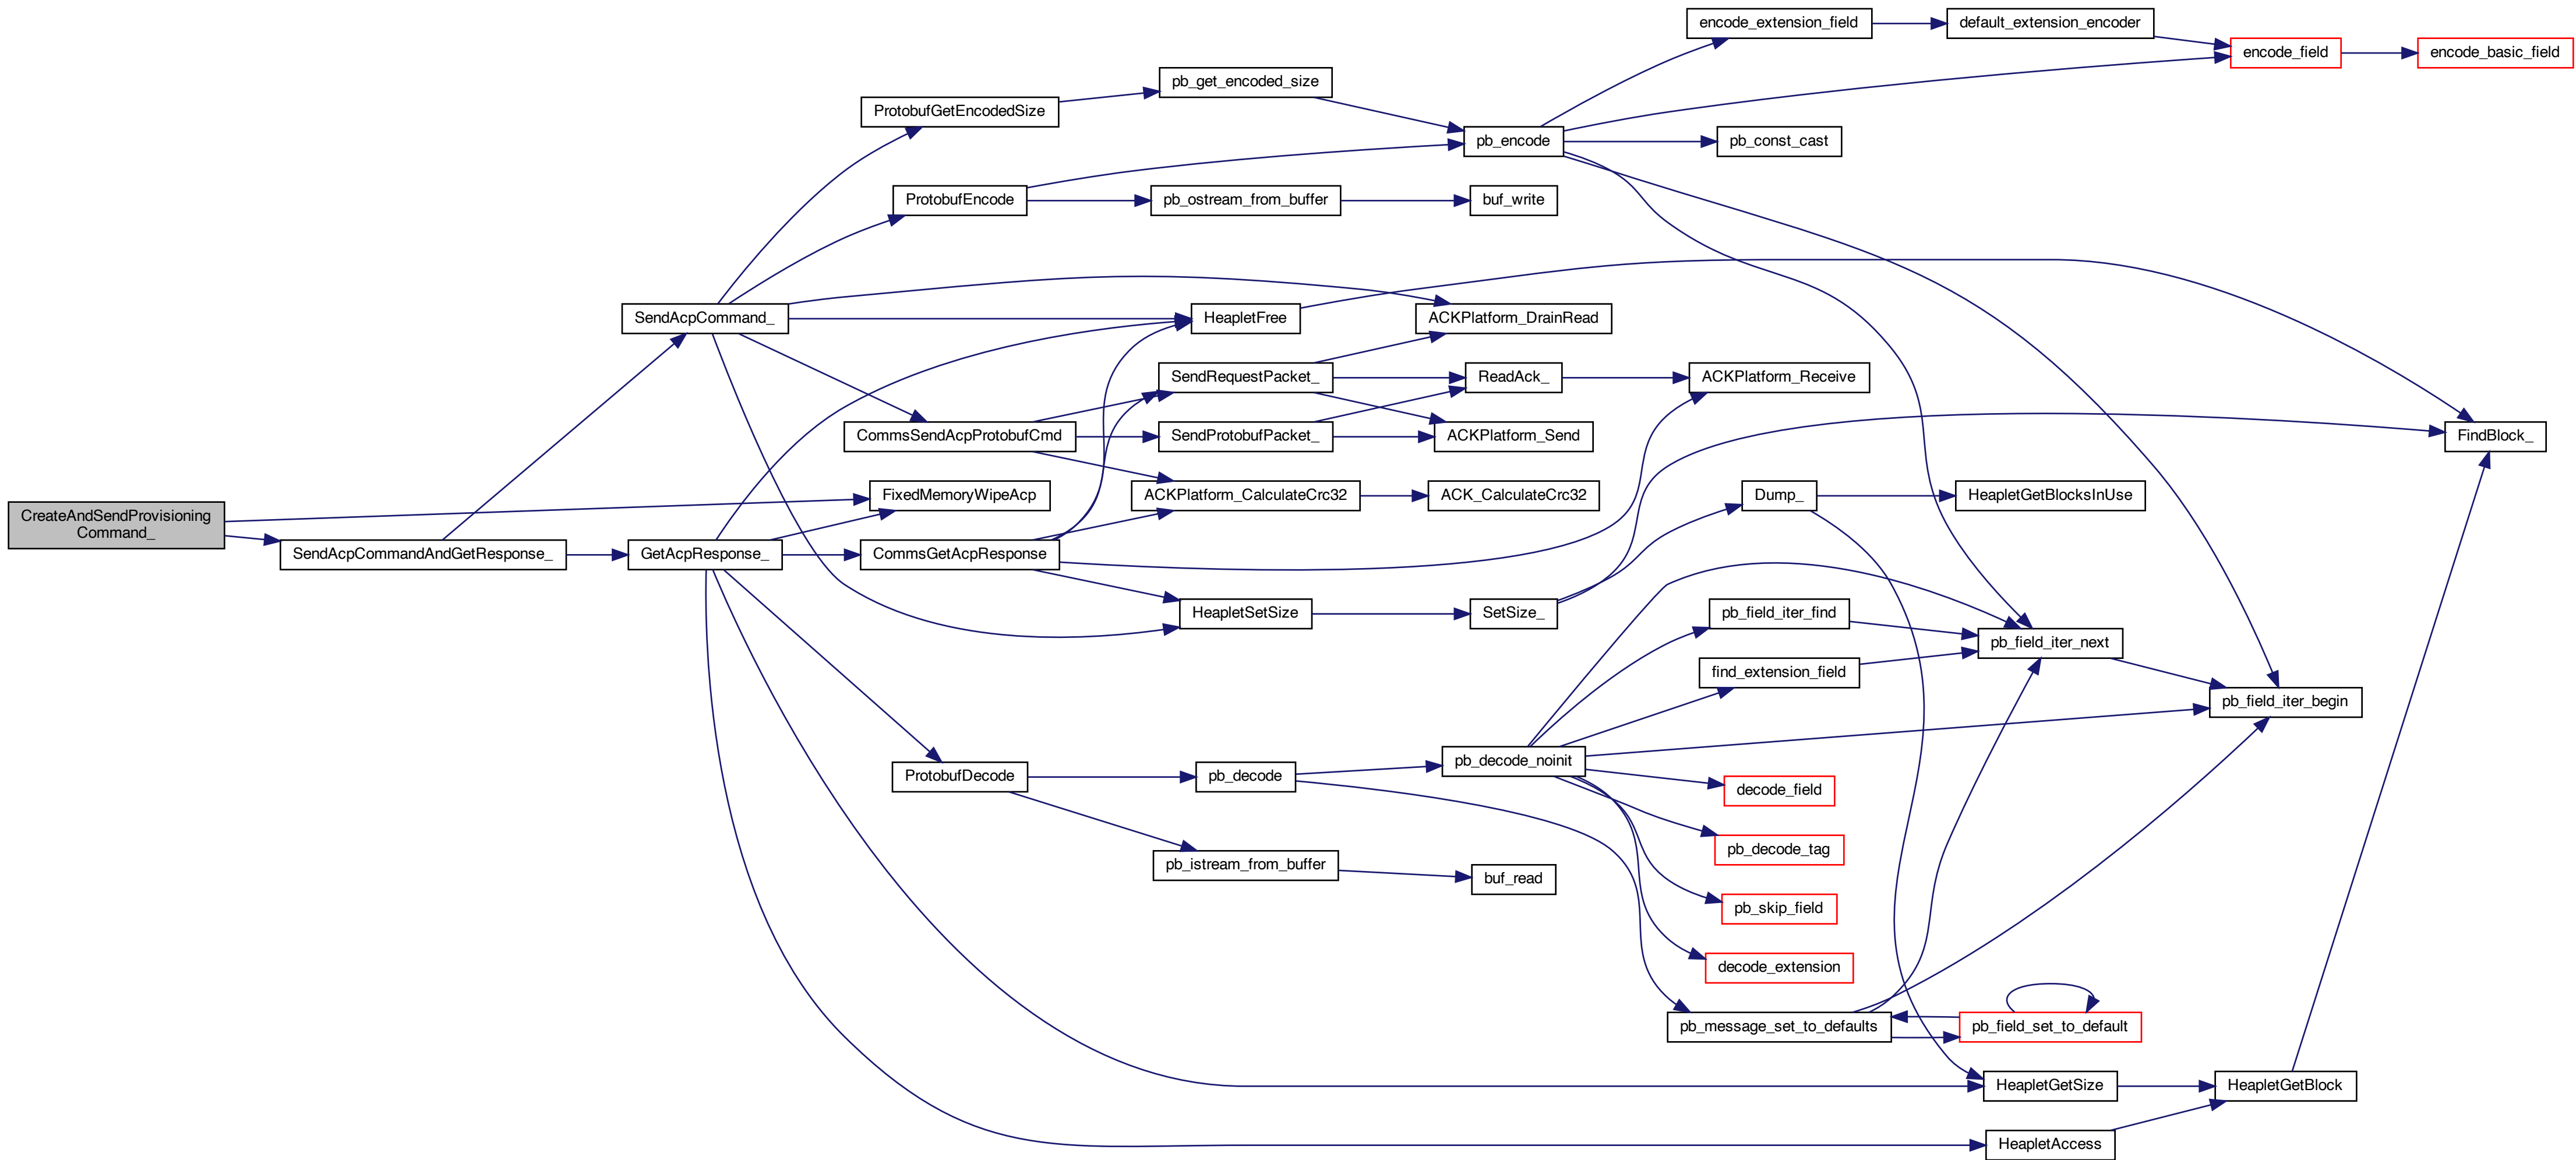 encode_extension_field
default_extension_encoder
encode_field
encode_basic_field
pb_get_encoded_size
ProtobufGetEncodedSize
pb_encode
pb_const_cast
ProtobufEncode
pb_ostream_from_buffer
buf_write
SendAcpCommand_
HeapletFree
ACKPlatform_DrainRead
SendRequestPacket_
ReadAck_
ACKPlatform_Receive
CommsSendAcpProtobufCmd
SendProtobufPacket_
ACKPlatform_Send
FindBlock_
FixedMemoryWipeAcp
ACKPlatform_CalculateCrc32
ACK_CalculateCrc32
Dump_
HeapletGetBlocksInUse
CreateAndSendProvisioning
Command_
SendAcpCommandAndGetResponse_
GetAcpResponse_
CommsGetAcpResponse
HeapletSetSize
SetSize_
pb_field_iter_find
pb_field_iter_next
find_extension_field
pb_field_iter_begin
pb_decode_noinit
ProtobufDecode
pb_decode
decode_field
pb_decode_tag
pb_istream_from_buffer
buf_read
pb_skip_field
decode_extension
pb_message_set_to_defaults
pb_field_set_to_default
HeapletGetSize
HeapletGetBlock
HeapletAccess